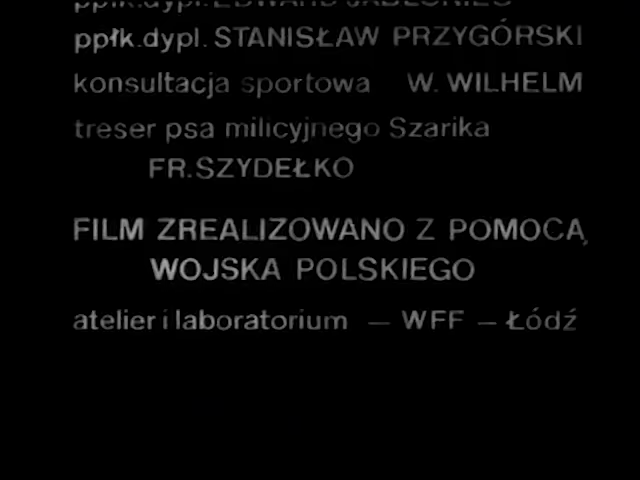 ppłk.dypl. STANISŁAW PRZYGÓRSKI
konsultacja sportowa W. WILHELM
treser psa milicyjnego Szarika
FR.SZYDEŁKO
FILM ZREALIZOWANO Z POMOCĄ
WOJSKA POLSKIEGO
atelier i laboratorium — WFF — Łódź